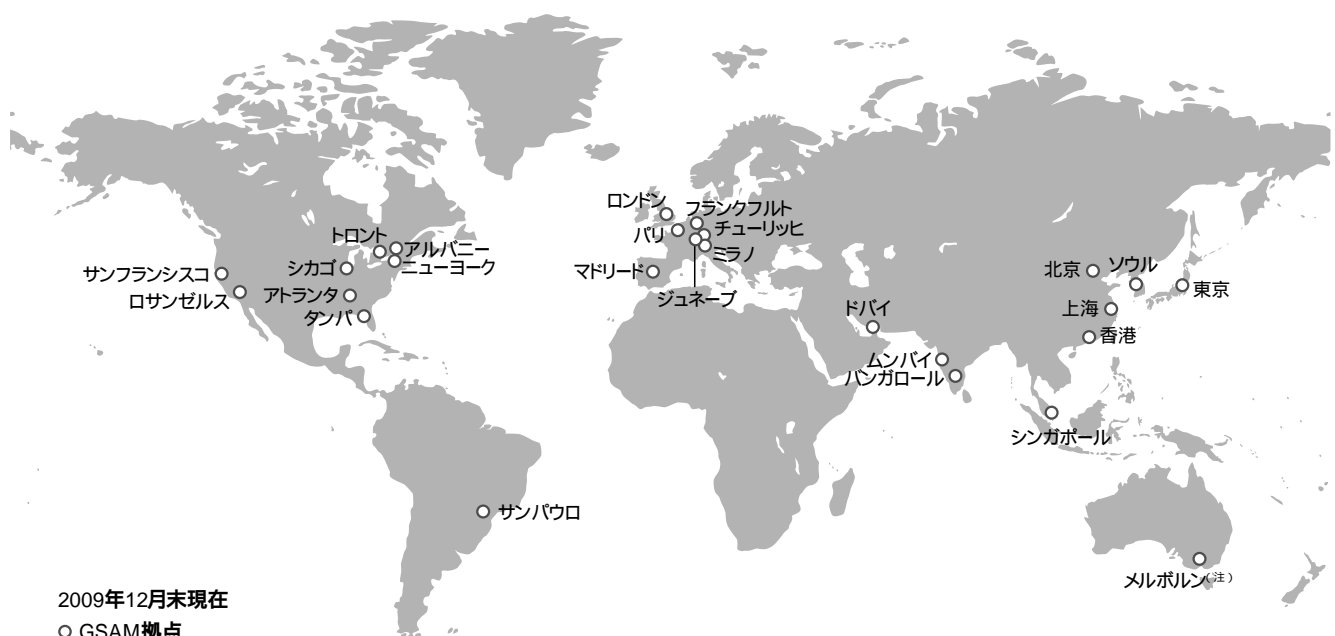 ロンドン
フランクフルト
パリ
チューリッヒ
ミラノ
トロント
アルバニー
ニューヨーク
サンフランシスコ
シカゴ
マドリード
ジュネーブ
ロサンゼルス
アトランタ
タンパ
北京
ソウル
東京
ドバイ
上海
香港
ムンバイ
バンガロール
シンガポール
サンパウロ
メルボルン(注)
2009年12月末現在
○ GSAM拠点